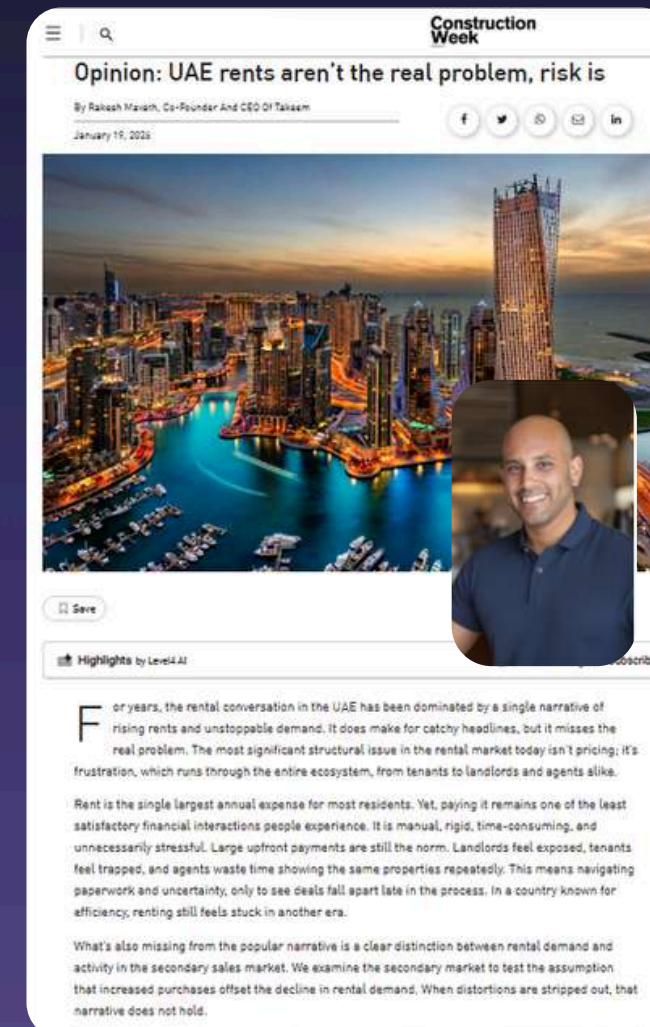 Construction
Week
Opinion: UAE rents aren't the real problem, risk is
By Rakesh Mavath, Co-Founder And CEO Of Takeem
January 19, 2026
Save
Highlights by Level4 AI
For years, the rental conversation in the UAE has been dominated by a single narrative of
rising rents and unstoppable demand. It does make for catchy headlines, but it misses the
real problem. The most significant structural issue in the rental market today isn't pricing; it's
frustration, which runs through the entire ecosystem, from tenants to landlords and agents alike.
Rent is the single largest annual expense for most residents. Yet, paying it remains one of the least
satisfactory financial interactions people experience. It is manual, rigid, time-consuming, and
unnecessarily stressful. Large upfront payments are still the norm. Landlords feel exposed, tenants
feel trapped, and agents waste time showing the same properties repeatedly. This means navigating
paperwork and uncertainty, only to see deals fall apart late in the process. In a country known for
efficiency, renting still feels stuck in another era.
What's also missing from the popular narrative is a clear distinction between rental demand and
activity in the secondary sales market. We examine the secondary market to test the assumption
that increased purchases offset the decline in rental demand. When distortions are stripped out, that
narrative does not hold.